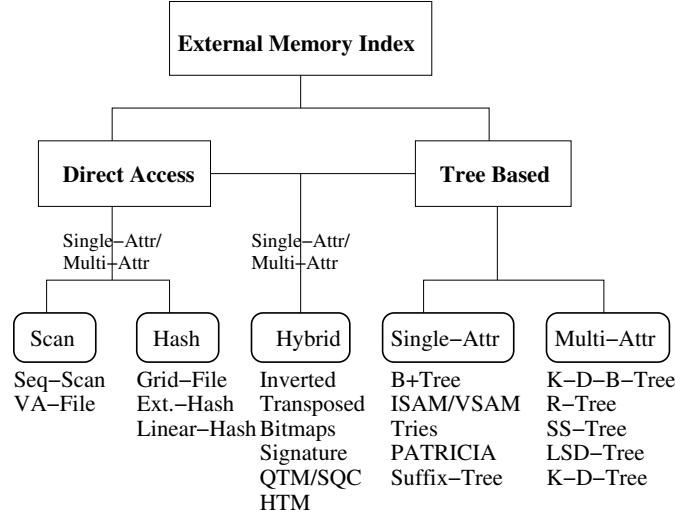 External Memory Index
Direct Access
Tree Based
Single−Attr/
Multi−Attr
Single−Attr/
Multi−Attr
Scan
Seq−Scan
VA−File
Hash
Grid−File
Ext.−Hash
Linear−Hash
Hybrid
Inverted
Transposed
Bitmaps
Signature
QTM/SQC
HTM
Single−Attr
B+Tree
ISAM/VSAM
Tries
PATRICIA
Suffix−Tree
Multi−Attr
K−D−B−Tree
R−Tree
SS−Tree
LSD−Tree
K−D−Tree